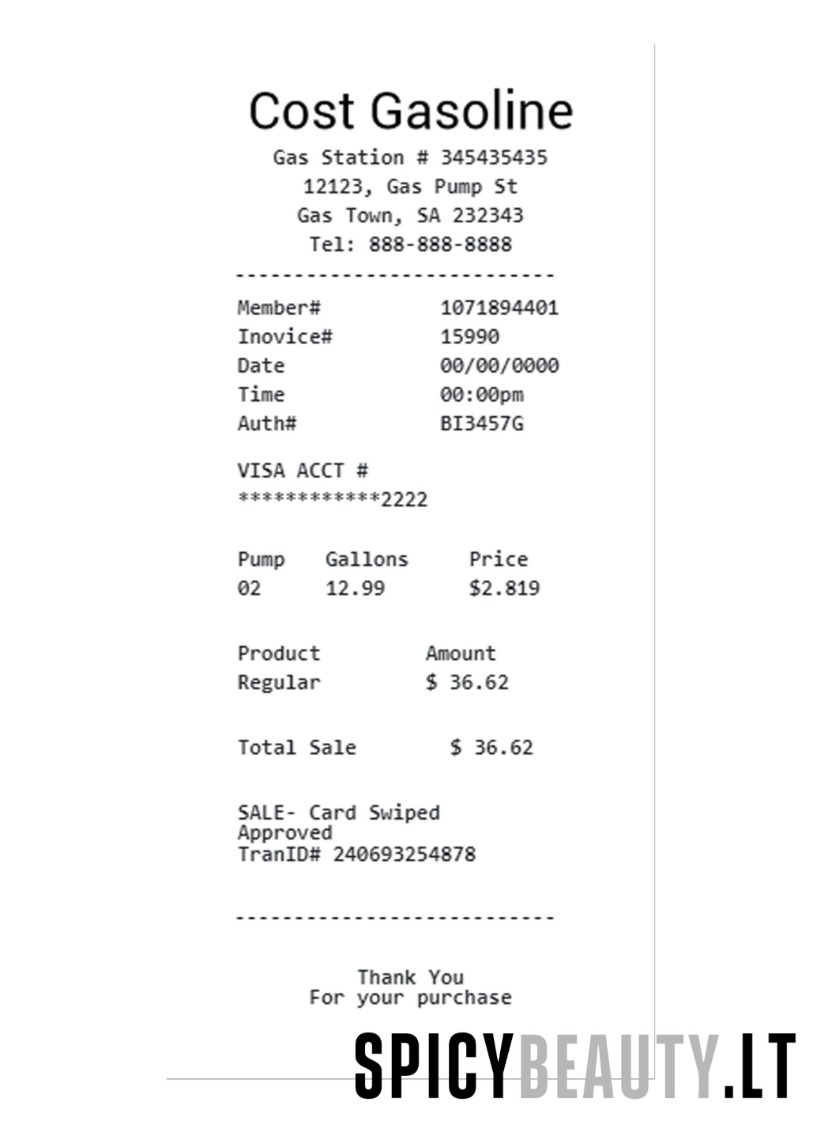 Cost Gasoline
Gas Station # 345435435
12123, Gas Pump St
Gas Town, SA 232343
Tel: 888-888-8888
---------------------------
Member# 1071894401
Inovice# 15990
Date 00/00/0000
Time 00:00pm
Auth# BI3457G
VISA ACCT #
************2222
Pump Gallons Price
02 12.99 $2.819
Product Amount
Regular $ 36.62
Total Sale $ 36.62
SALE- Card Swiped
Approved
TranID# 240693254878
---------------------------
Thank You
For your purchase
SPICYBEAUTY.LT